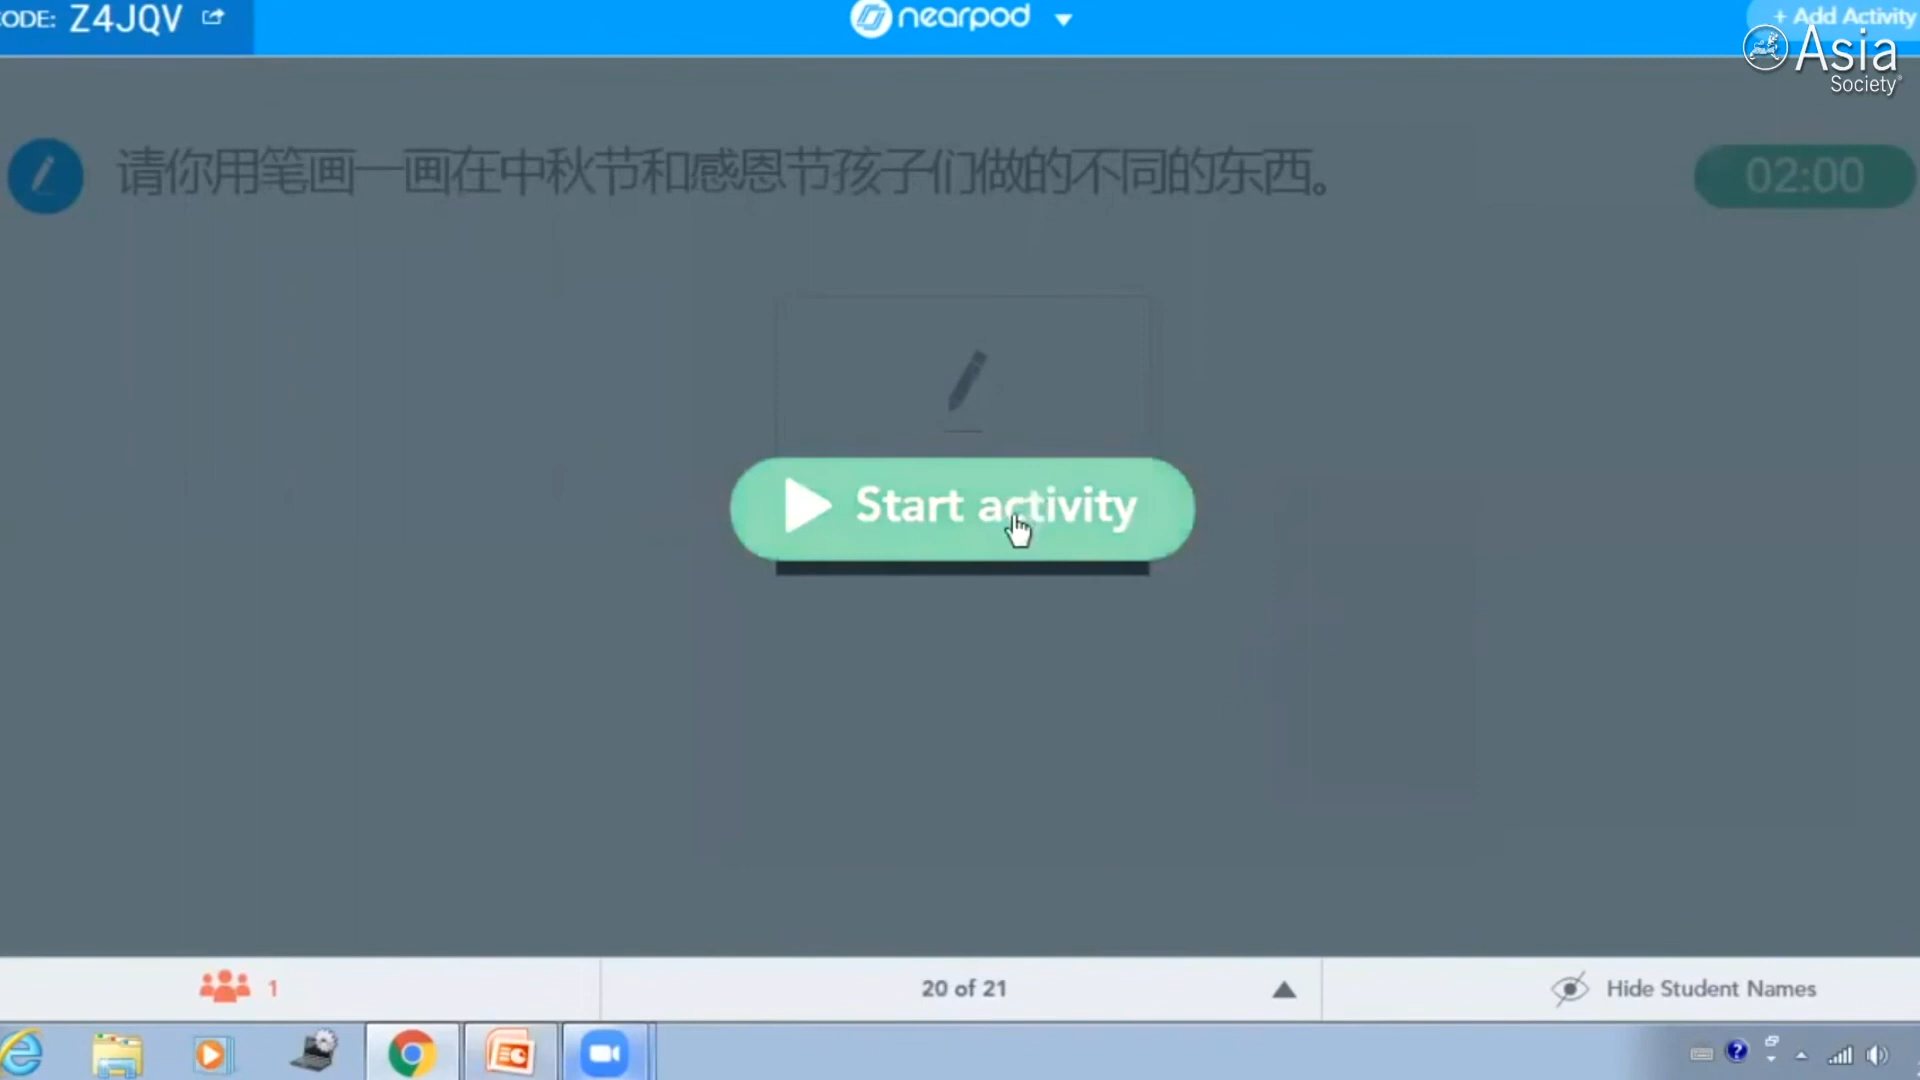 CODE: Z4JQV
nearpod
+ Add Activity
Asia
Society
请你用笔画一画在中秋节和感恩节孩子们做的不同的东西。
02:00
Start activity
1
20 of 21
Hide Student Names